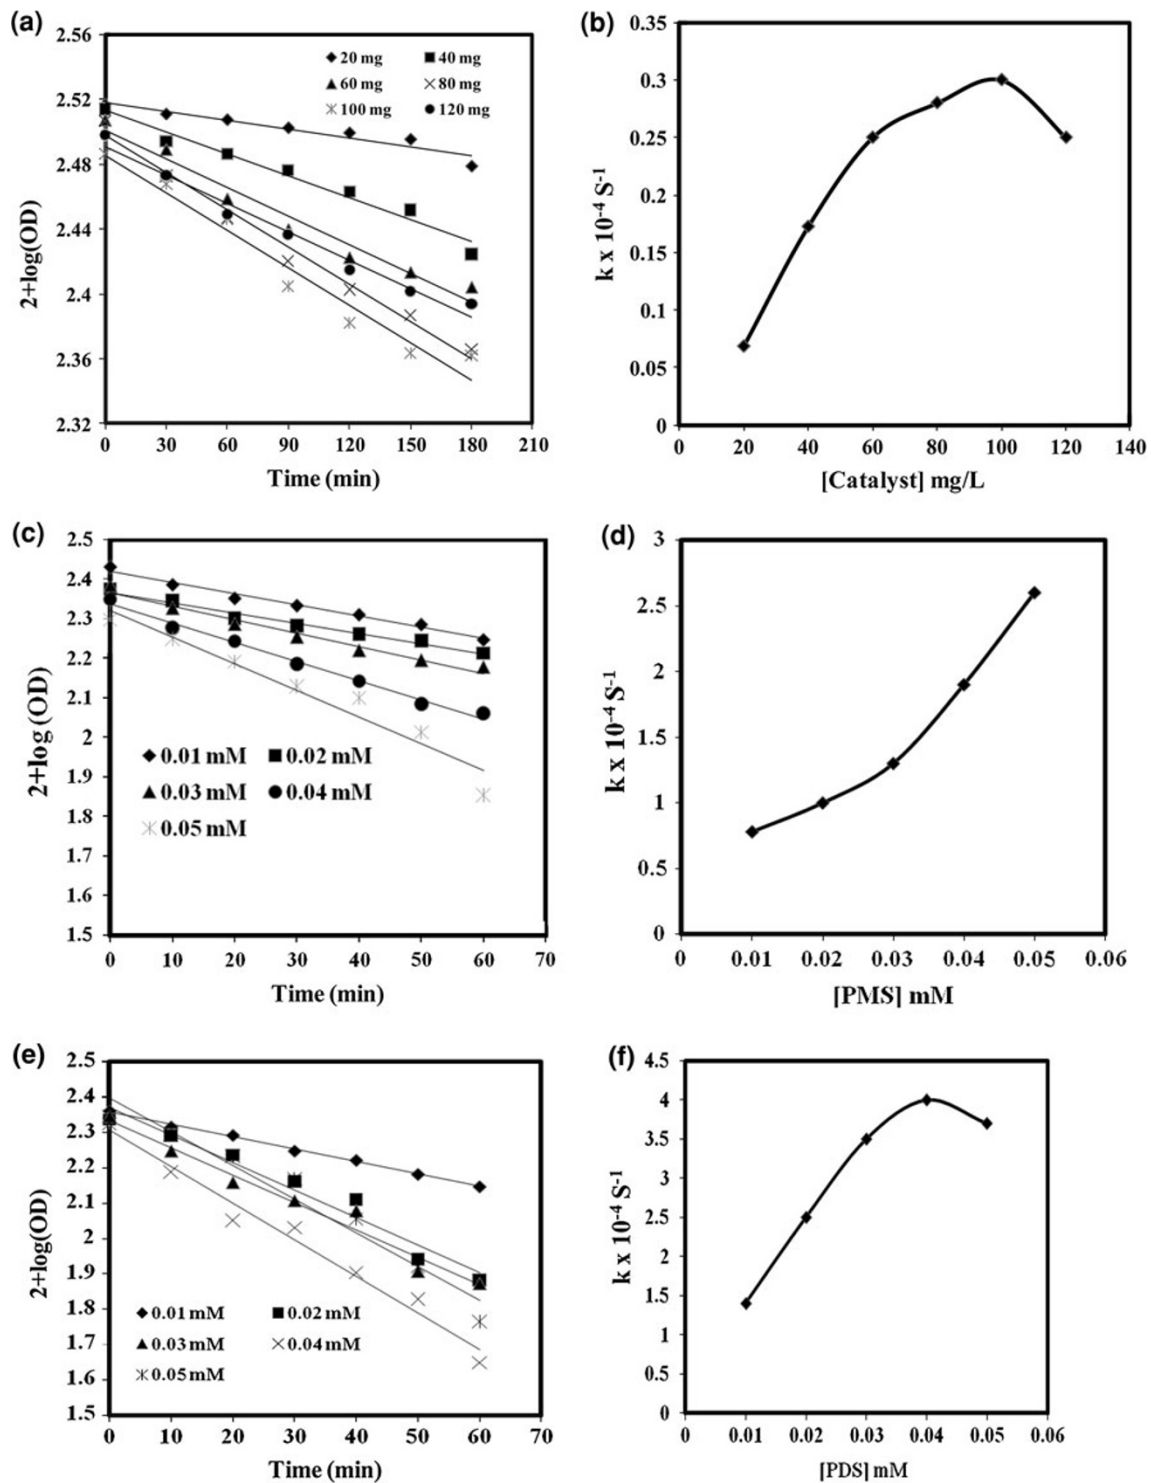 (a)
2.56
2.52
2.48
2.44
2.4
2.36
2.32
2+log(OD)
20 mg 40 mg
60 mg 80 mg
100 mg 120 mg
0 30 60 90 120 150 180 210
Time (min)
(b)
0.35
0.3
0.25
0.2
0.15
0.1
0.05
0
k x 10-4 S-1
0 20 40 60 80 100 120 140
[Catalyst] mg/L
(c)
2.5
2.4
2.3
2.2
2.1
2
1.9
1.8
1.7
1.6
1.5
2+log (OD)
0.01 mM 0.02 mM
0.03 mM 0.04 mM
0.05 mM
0 10 20 30 40 50 60 70
Time (min)
(d)
3
2.5
2
1.5
1
0.5
0
k x 10-4 S-1
0 0.01 0.02 0.03 0.04 0.05 0.06
[PMS] mM
(e)
2.5
2.4
2.3
2.2
2.1
2
1.9
1.8
1.7
1.6
1.5
2+log(OD)
0.01 mM 0.02 mM
0.03 mM 0.04 mM
0.05 mM
0 10 20 30 40 50 60 70
Time (min)
(f)
4.5
4
3.5
3
2.5
2
1.5
1
0.5
0
k x 10-4 S-1
0 0.01 0.02 0.03 0.04 0.05 0.06
[PDS] mM